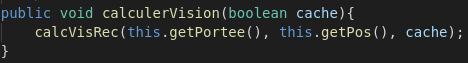 public void calculerVision(boolean cache){
    calcVisRec(this.getPortee(), this.getPos(), cache);
}